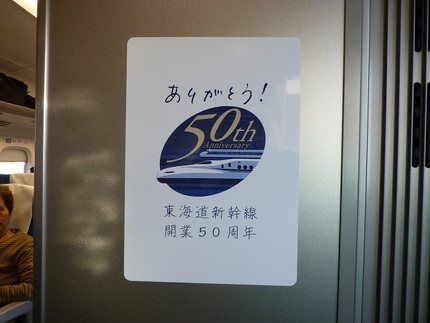 ありがとう!
50th
Anniversary
東海道新幹線
開業50周年